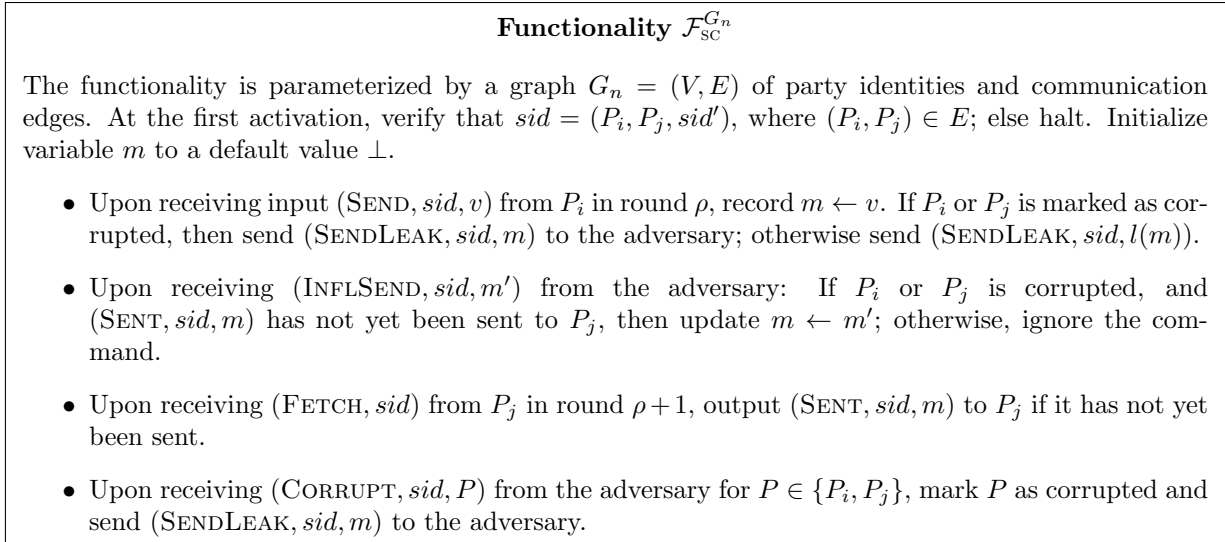 Functionality $\mathcal{F}_{\text{SC}}^{G_n}$
The functionality is parameterized by a graph $G_n = (V, E)$ of party identities and communication
edges. At the first activation, verify that $sid = (P_i, P_j, sid')$, where $(P_i, P_j) \in E$; else halt. Initialize
variable $m$ to a default value $\bot$.
• Upon receiving input (SEND, $sid$, $v$) from $P_i$ in round $\rho$, record $m \leftarrow v$. If $P_i$ or $P_j$ is marked as cor-
rupted, then send (SENDLEAK, $sid$, $m$) to the adversary; otherwise send (SENDLEAK, $sid$, $l(m)$).
• Upon receiving (INFLSEND, $sid$, $m'$) from the adversary: If $P_i$ or $P_j$ is corrupted, and
(SENT, $sid$, $m$) has not yet been sent to $P_j$, then update $m \leftarrow m'$; otherwise, ignore the com-
mand.
• Upon receiving (FETCH, $sid$) from $P_j$ in round $\rho + 1$, output (SENT, $sid$, $m$) to $P_j$ if it has not yet
been sent.
• Upon receiving (CORRUPT, $sid$, $P$) from the adversary for $P \in \{P_i, P_j\}$, mark $P$ as corrupted and
send (SENDLEAK, $sid$, $m$) to the adversary.